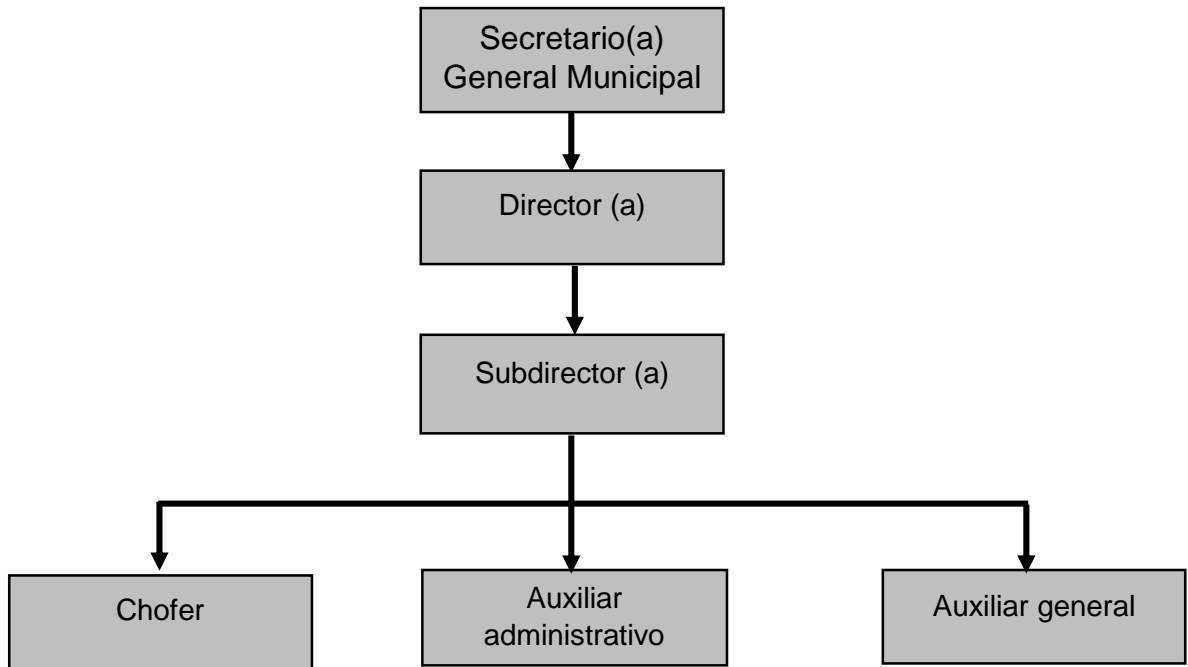 Secretario(a)
General Municipal
Director (a)
Subdirector (a)
Chofer
Auxiliar
administrativo
Auxiliar general